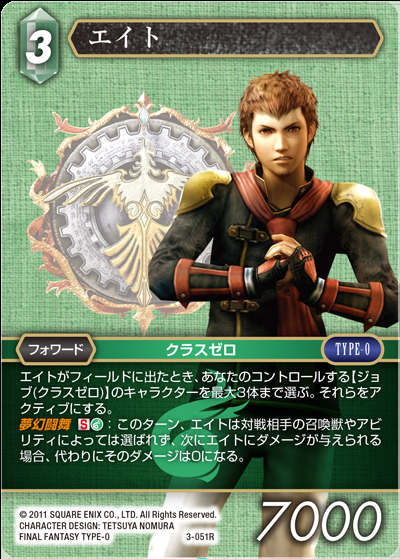 3
エイト
フォワード
クラスゼロ
TYPE-0
エイトがフィールドに出たとき、あなたのコントロールする【ジョ
ブ(クラスゼロ)】のキャラクターを最大3体まで選ぶ。それらをア
クティブにする。
夢幻闘舞 S : このターン、エイトは対戦相手の召喚獣やア
ビリティによっては選ばれず、次にエイトにダメージが与えられる
場合、代わりにそのダメージは0になる。
© 2011 SQUARE ENIX CO., LTD. All Rights Reserved.
CHARACTER DESIGN: TETSUYA NOMURA
FINAL FANTASY TYPE-0
3-051R
7000